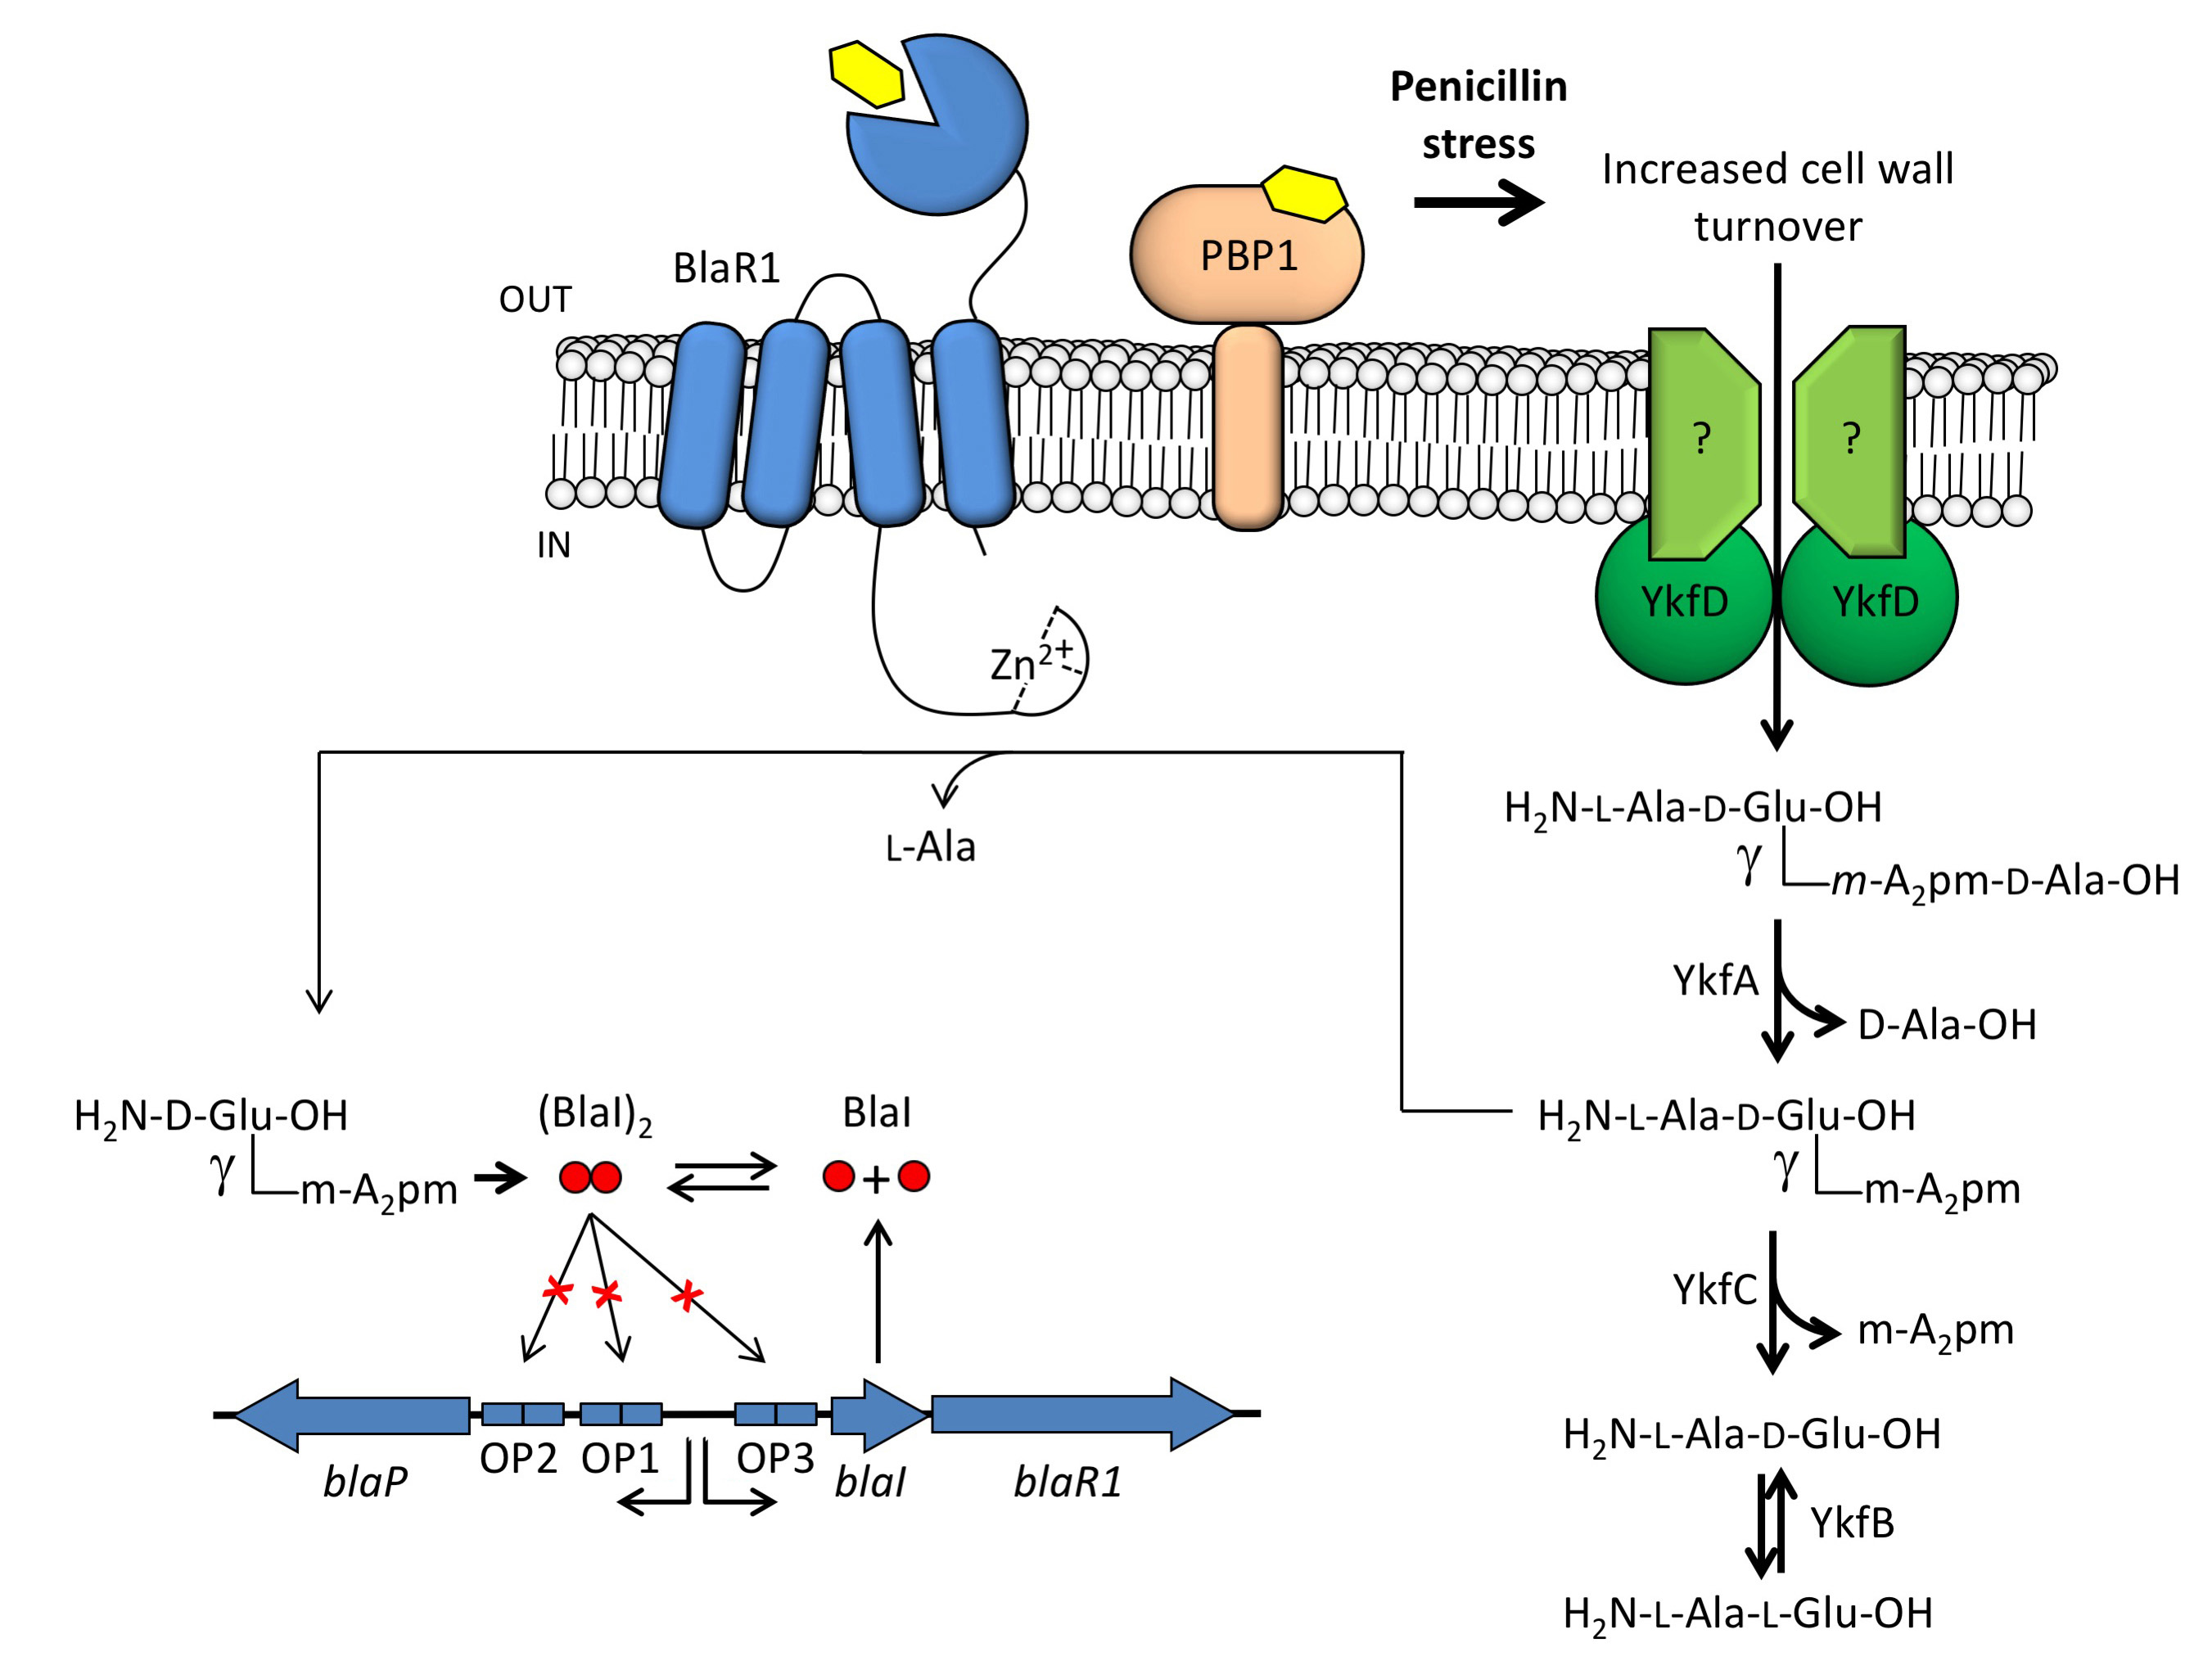 Penicillin
stress
Increased cell wall
turnover
PBP1
BlaR1
OUT
? ?
IN
YkfD YkfD
Zn²⁺
H₂N-L-Ala-D-Glu-OH
γ
m-A₂pm-D-Ala-OH
L-Ala
YkfA
D-Ala-OH
H₂N-D-Glu-OH
γ
m-A₂pm
(BlaI)₂
BlaI
+
H₂N-L-Ala-D-Glu-OH
γ
m-A₂pm
YkfC
m-A₂pm
OP2 OP1 OP3
blaP blaI blaR1
H₂N-L-Ala-D-Glu-OH
YkfB
H₂N-L-Ala-L-Glu-OH